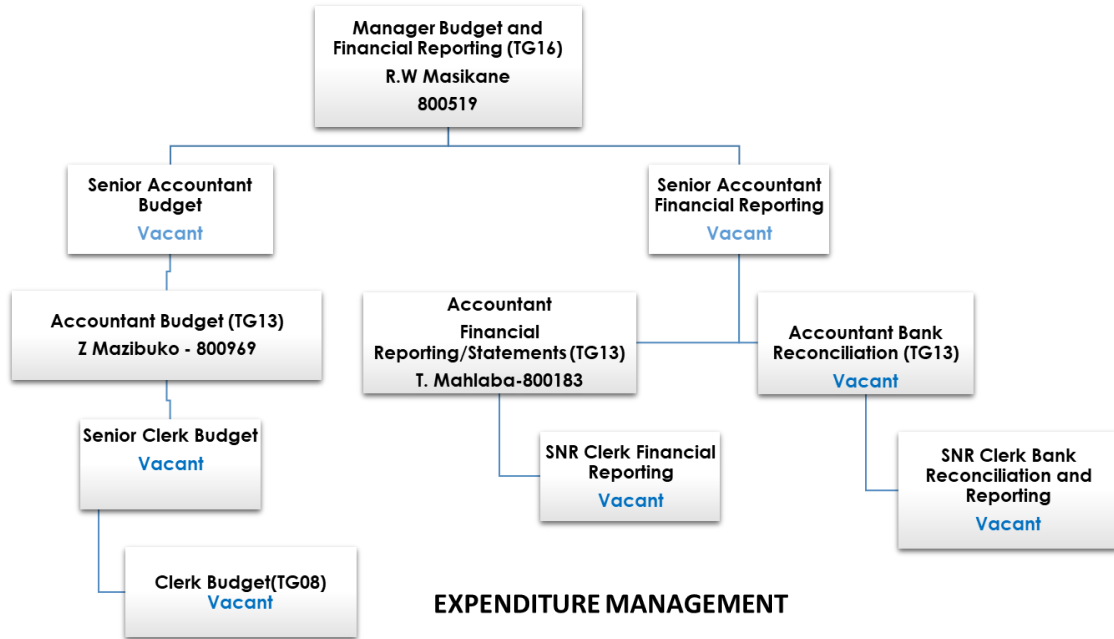 Manager Budget and
Financial Reporting (TG16)
R.W Masikane
800519
Senior Accountant
Budget
Vacant
Senior Accountant
Financial Reporting
Vacant
Accountant Budget (TG13)
Z Mazibuko - 800969
Accountant
Financial
Reporting/Statements (TG13)
T. Mahlaba-800183
Accountant Bank
Reconciliation (TG13)
Vacant
Senior Clerk Budget
Vacant
SNR Clerk Financial
Reporting
Vacant
SNR Clerk Bank
Reconciliation and
Reporting
Vacant
Clerk Budget(TG08)
Vacant
EXPENDITURE MANAGEMENT